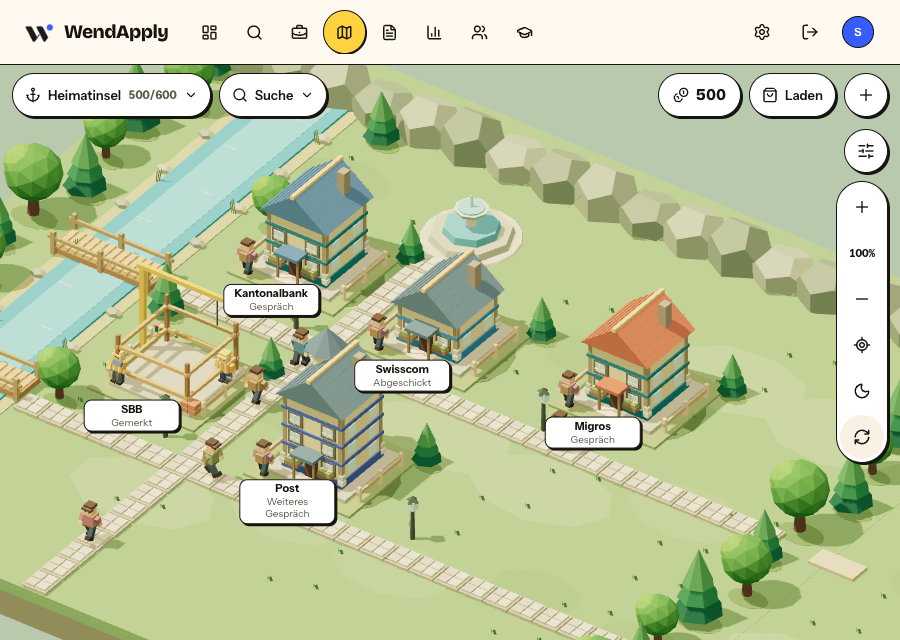 WendApply
S
Heimatinsel 500/600
Suche
500
Laden
100%
Kantonalbank
Gespräch
Swisscom
Abgeschickt
SBB
Gemerkt
Migros
Gespräch
Post
Weiteres
Gespräch